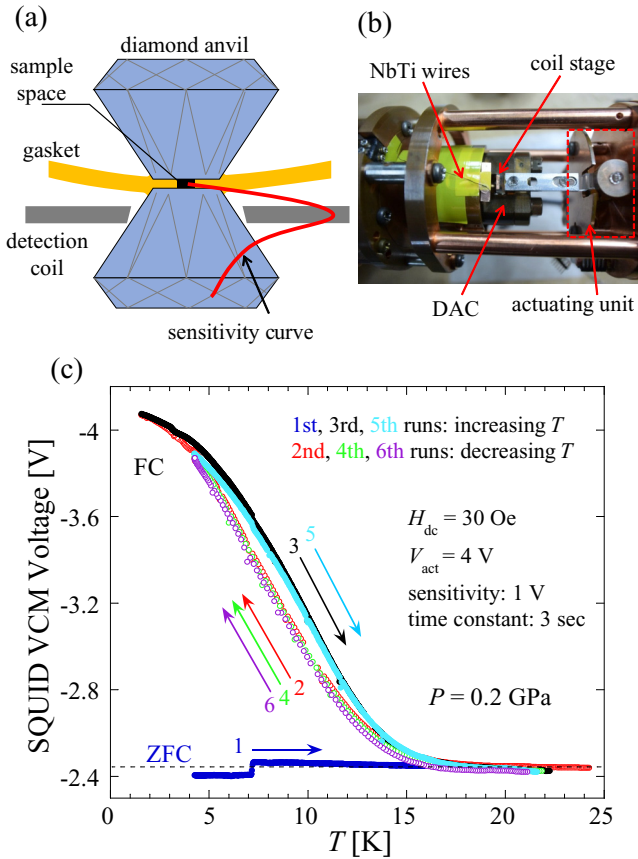 (a)
diamond anvil
sample
space
gasket
detection
coil
sensitivity curve
(b)
NbTi wires
coil stage
DAC
actuating unit
(c)
SQUID VCM Voltage [V]
-4
-3.6
-3.2
-2.8
-2.4
FC
1st, 3rd, 5th runs: increasing T
2nd, 4th, 6th runs: decreasing T
H_dc = 30 Oe
V_act = 4 V
sensitivity: 1 V
time constant: 3 sec
3
5
2
4
6
P = 0.2 GPa
ZFC
1
0
5
10
15
20
25
T [K]